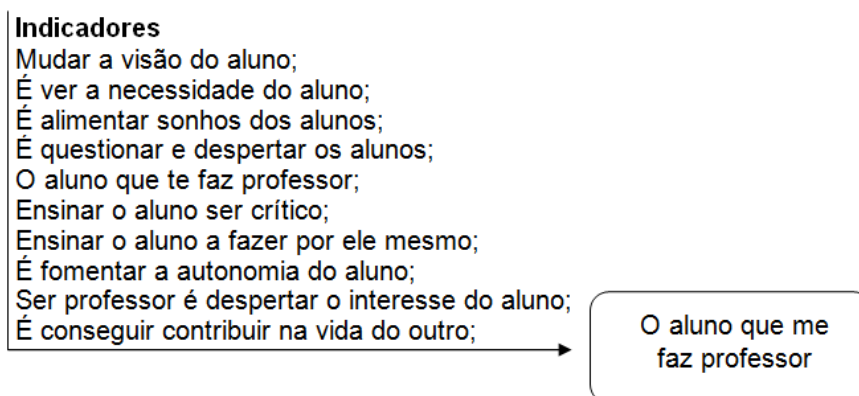 Indicadores
Mudar a visão do aluno;
É ver a necessidade do aluno;
É alimentar sonhos dos alunos;
É questionar e despertar os alunos;
O aluno que te faz professor;
Ensinar o aluno ser crítico;
Ensinar o aluno a fazer por ele mesmo;
É fomentar a autonomia do aluno;
Ser professor é despertar o interesse do aluno;
É conseguir contribuir na vida do outro;
O aluno que me
faz professor